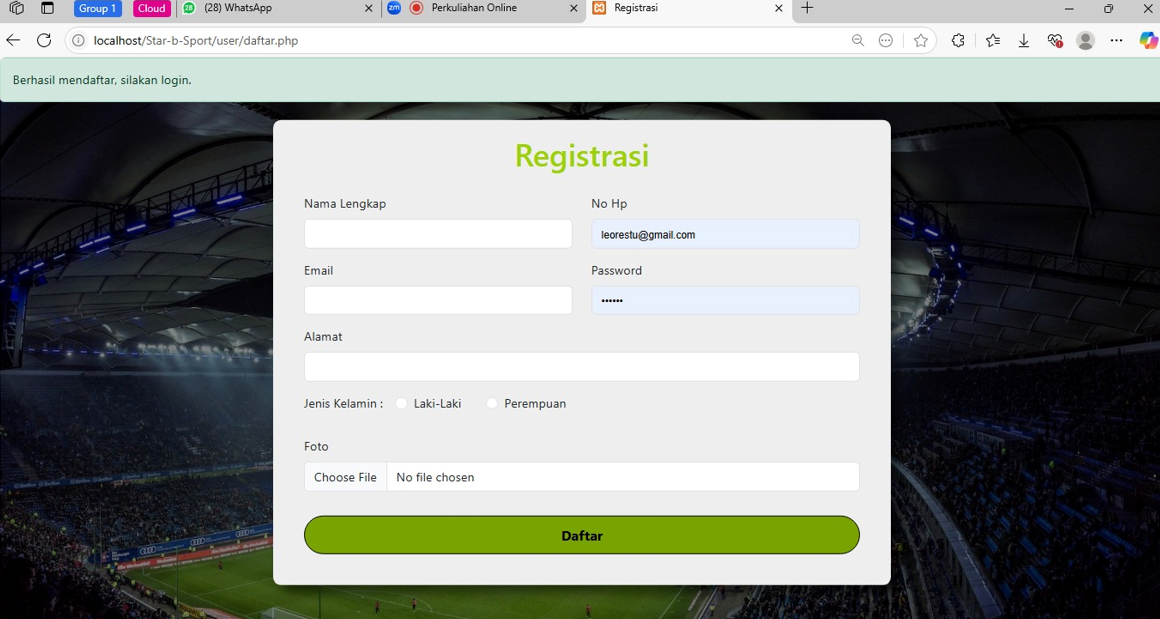 Group 1
Cloud
28
(28) WhatsApp
zm
Perkuliahan Online
Registrasi
localhost/Star-b-Sport/user/daftar.php
Berhasil mendaftar, silakan login.
Registrasi
Nama Lengkap
No Hp
leorestu@gmail.com
Email
Password
••••••
Alamat
Jenis Kelamin :
Laki-Laki
Perempuan
Foto
Choose File
No file chosen
Daftar